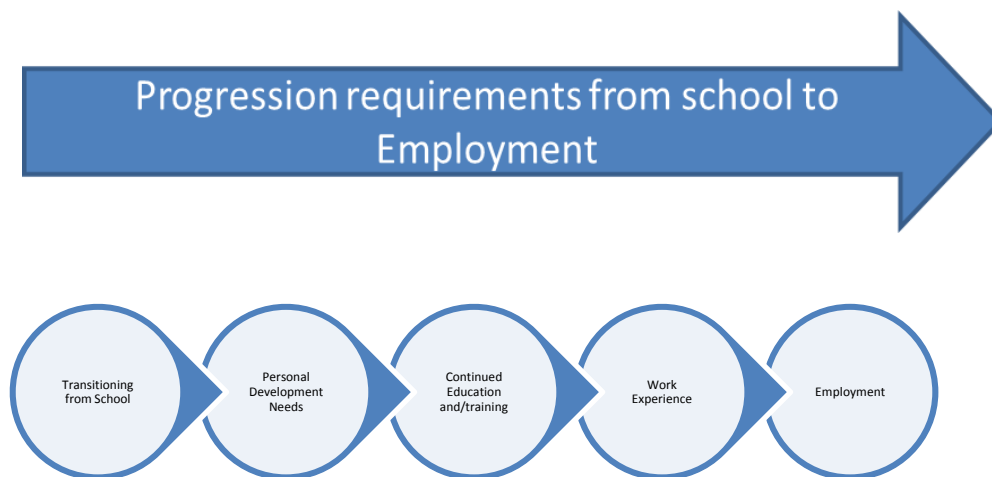 Progression requirements from school to
Employment
Transitioning
from School
Personal
Development
Needs
Continued
Education
and/training
Work
Experience
Employment